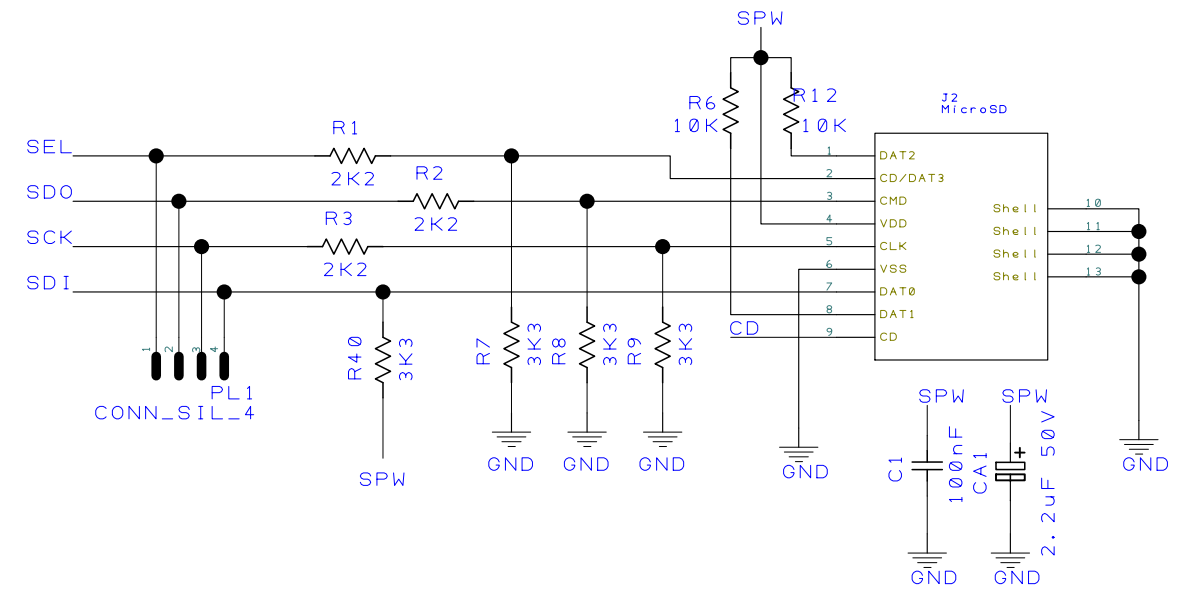 SPW
J2
MicroSD
R6
R12
10K
10K
R1
2K2
R2
2K2
R3
2K2
SEL
SDO
SCK
SDI
1 DAT2
2 CD/DAT3
3 CMD
4 VDD
5 CLK
6 VSS
7 DAT0
8 DAT1
9 CD
Shell 10
Shell 11
Shell 12
Shell 13
CD
1 2 3 4
PL1
CONN_SIL_4
R40
3K3
SPW
R7
3K3
GND
R8
3K3
GND
R9
3K3
GND
GND
GND
SPW
C1
100nF
GND
SPW
CA1
+
2.2uF 50V
GND